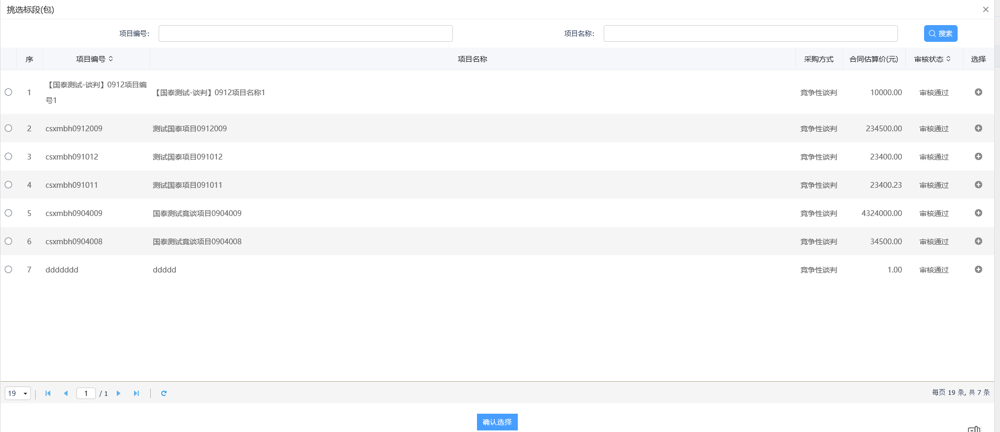 挑选标段(包)
项目编号:
项目名称:
搜索
序 项目编号 项目名称 采购方式 合同估算价(元) 审核状态 选择
1 【国泰测试-谈判】0912项目编号1 【国泰测试-谈判】0912项目名称1 竞争性谈判 10000.00 审核通过
2 csxmbh0912009 测试国泰项目0912009 竞争性谈判 234500.00 审核通过
3 csxmbh091012 测试国泰项目091012 竞争性谈判 23400.00 审核通过
4 csxmbh091011 测试国泰项目091011 竞争性谈判 23400.23 审核通过
5 csxmbh0904009 国泰测试竟谈项目0904009 竞争性谈判 4324000.00 审核通过
6 csxmbh0904008 国泰测试竟谈项目0904008 竞争性谈判 34500.00 审核通过
7 ddddddd ddddd 竞争性谈判 1.00 审核通过
19 1 / 1 每页 19 条, 共 7 条
确认选择